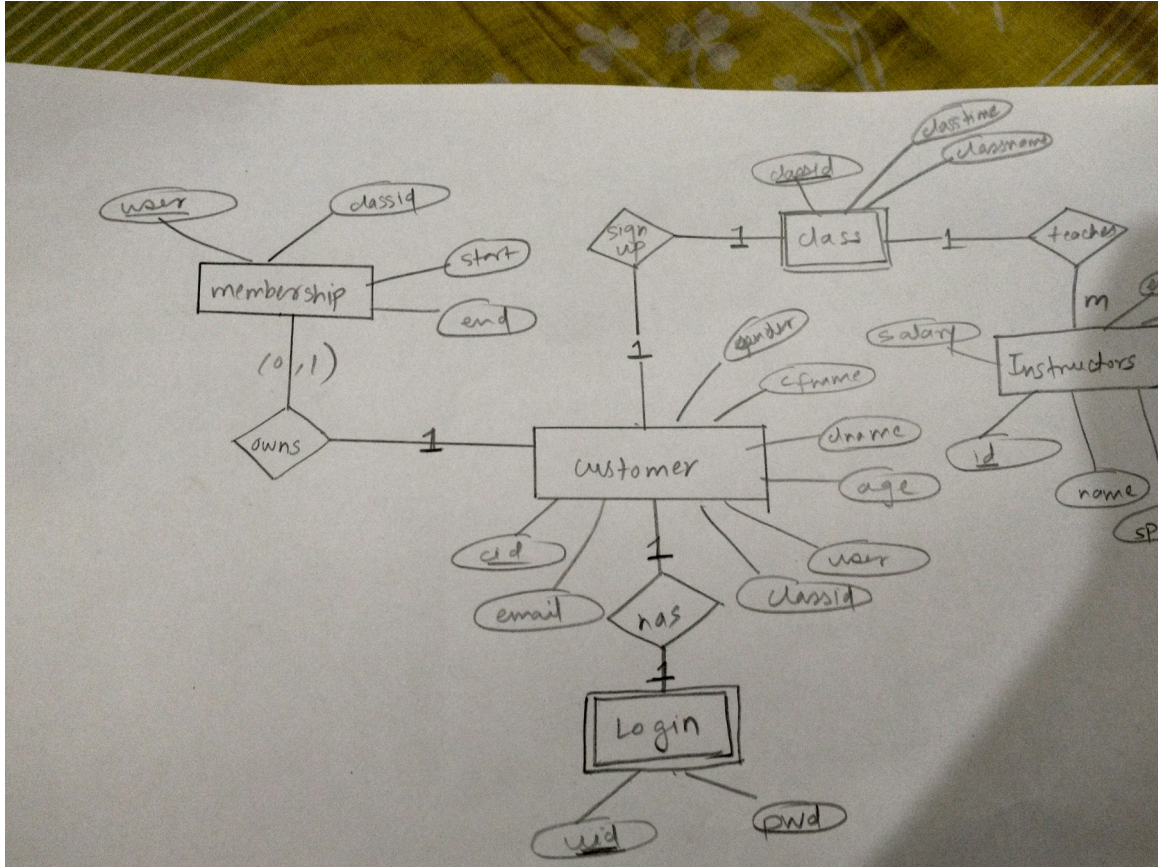 classtime
classname
classid
user
classid
sign up
1
class
1
teaches
start
membership
end
m
(0,1)
1
gender
salary
Instructors
cfname
clname
owns
1
customer
age
id
name
sp
cid
1
user
email
classid
has
1
Login
uid
pwd